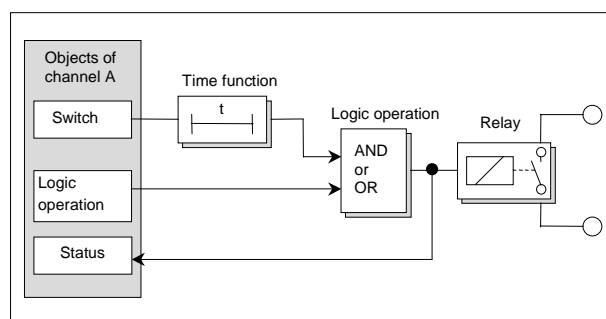 Objects of
channel A
Switch
Logic
operation
Status
Time function
t
Logic operation
AND
or
OR
Relay